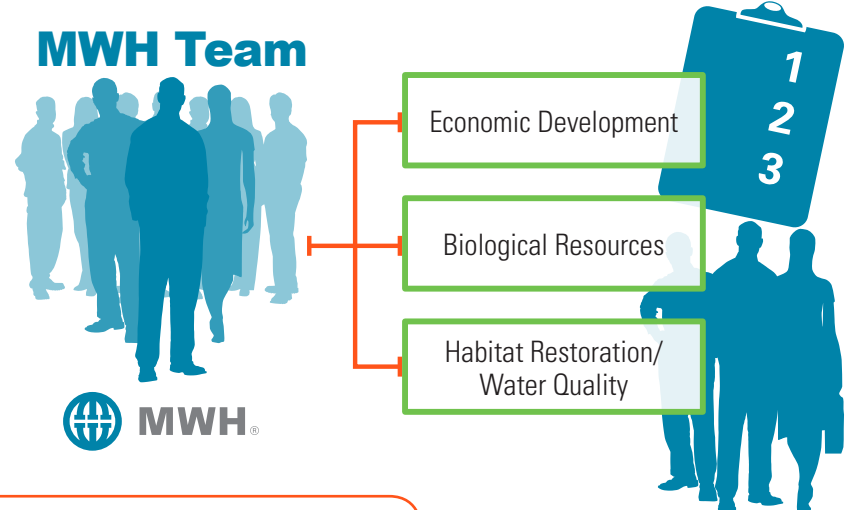 MWH Team
1
2
3
Economic Development
Biological Resources
Habitat Restoration/
Water Quality
MWH®